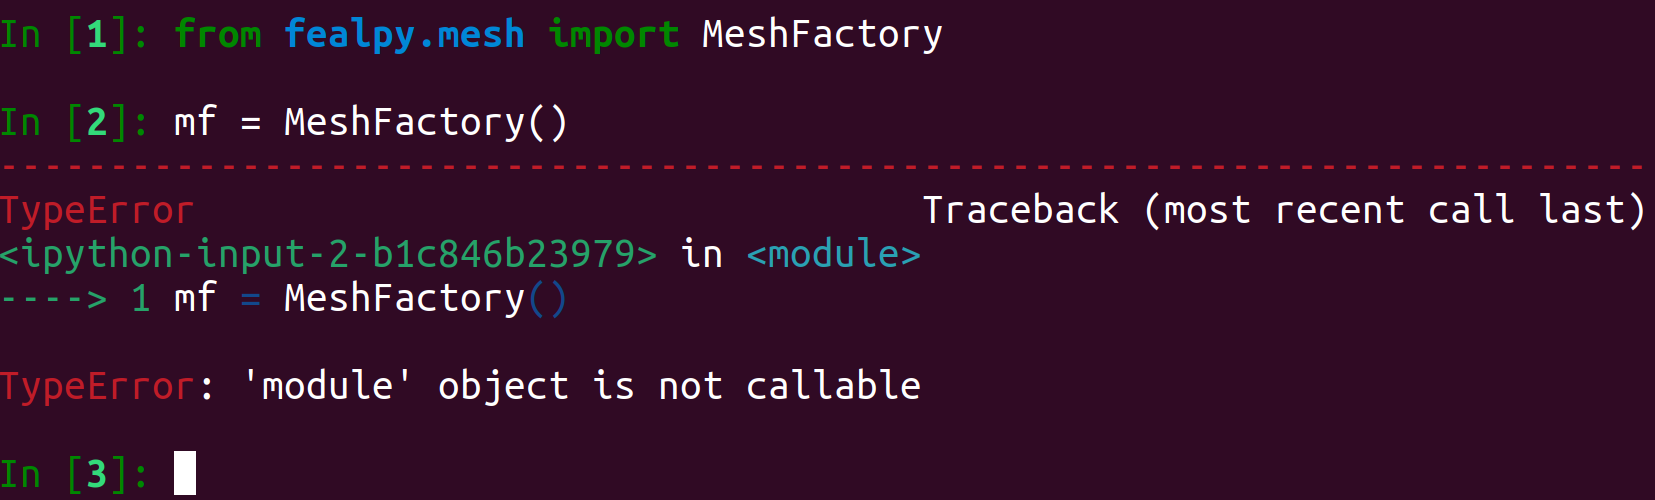 In [1]: from fealpy.mesh import MeshFactory
In [2]: mf = MeshFactory()
---------------------------------------------------------------------------
TypeError                                 Traceback (most recent call last)
<ipython-input-2-b1c846b23979> in <module>
----> 1 mf = MeshFactory()
TypeError: 'module' object is not callable
In [3]: